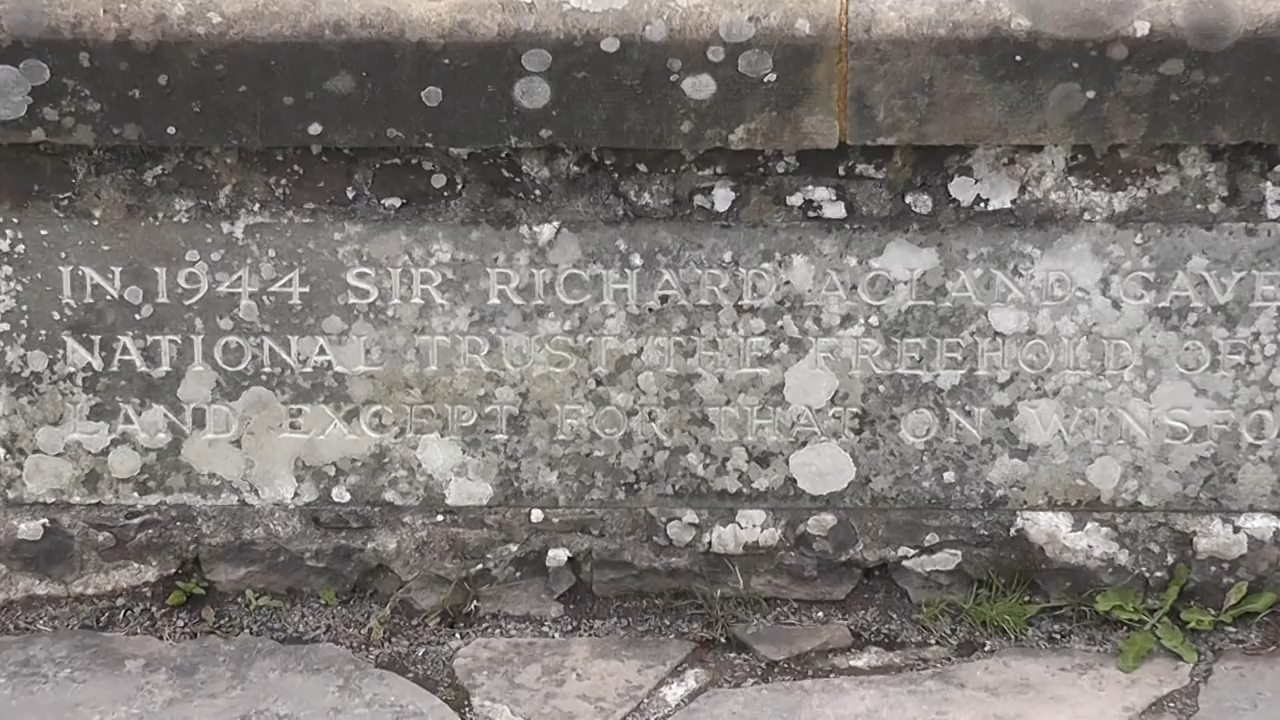 IN 1944 SIR RICHARD ACLAND GAVE
NATIONAL TRUST THE FREEHOLD OF
LAND EXCEPT FOR THAT ON WINSFO